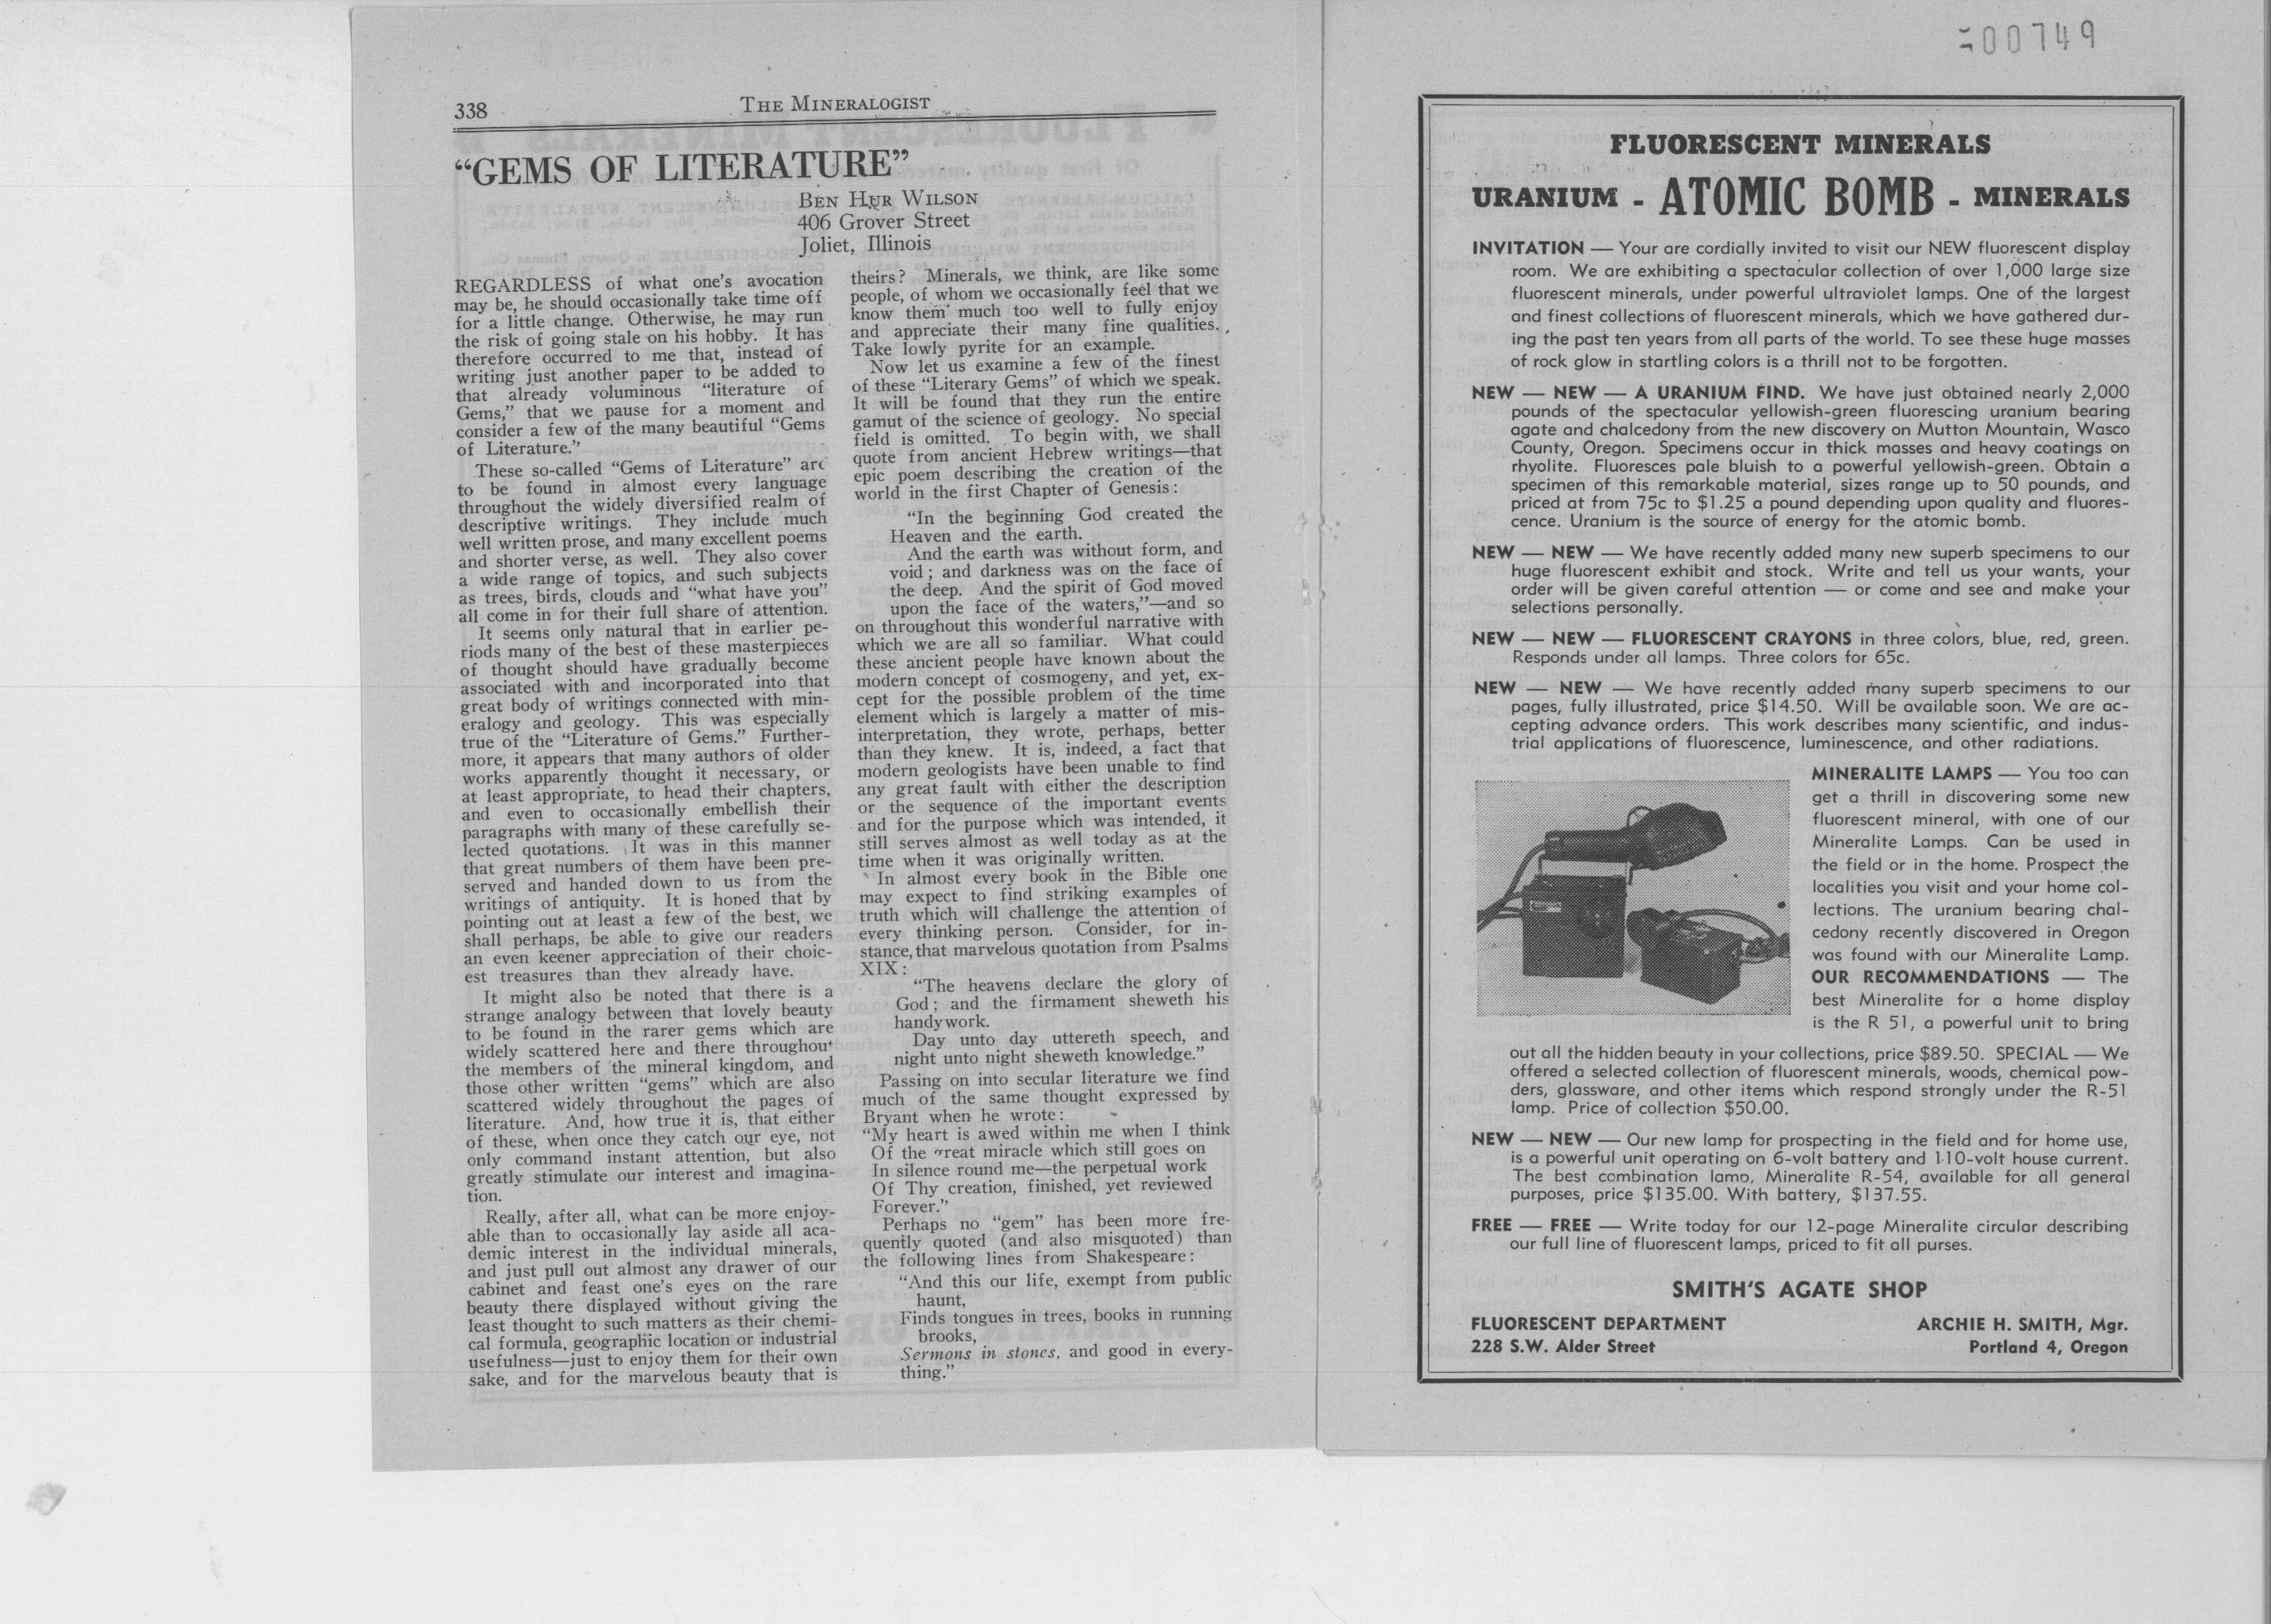 338
THE MINERALOGIST
“GEMS OF LITERATURE”
BEN HUR WILSON
406 Grover Street
Joliet, Illinois
REGARDLESS of what one’s avocation
may be, he should occasionally take time off
for a little change. Otherwise, he may run
the risk of going stale on his hobby. It has
therefore occurred to me that, instead of
writing just another paper to be added to
that already voluminous “literature of
Gems,” that we pause for a moment and
consider a few of the many beautiful “Gems
of Literature.”
These so-called “Gems of Literature” are
to be found in almost every language
throughout the widely diversified realm of
descriptive writings. They include much
well written prose, and many excellent poems
and shorter verse, as well. They also cover
a wide range of topics, and such subjects
as trees, birds, clouds and “what have you”
all come in for their full share of attention.
It seems only natural that in earlier pe-
riods many of the best of these masterpieces
of thought should have gradually become
associated with and incorporated into that
great body of writings connected with min-
eralogy and geology. This was especially
true of the “Literature of Gems.” Further-
more, it appears that many authors of older
works apparently thought it necessary, or
at least appropriate, to head their chapters,
and even to occasionally embellish their
paragraphs with many of these carefully se-
lected quotations. It was in this manner
that great numbers of them have been pre-
served and handed down to us from the
writings of antiquity. It is honed that by
pointing out at least a few of the best, we
shall perhaps, be able to give our readers
an even keener appreciation of their choic-
est treasures than they already have.
It might also be noted that there is a
strange analogy between that lovely beauty
to be found in the rarer gems which are
widely scattered here and there throughout
the members of the mineral kingdom, and
those other written “gems” which are also
scattered widely throughout the pages of
literature. And, how true it is, that either
of these, when once they catch our eye, not
only command instant attention, but also
greatly stimulate our interest and imagina-
tion.
Really, after all, what can be more enjoy-
able than to occasionally lay aside all aca-
demic interest in the individual minerals,
and just pull out almost any drawer of our
cabinet and feast one’s eyes on the rare
beauty there displayed without giving the
least thought to such matters as their chemi-
cal formula, geographic location or industrial
usefulness—just to enjoy them for their own
sake, and for the marvelous beauty that is
theirs? Minerals, we think, are like some
people, of whom we occasionally feel that we
know them much too well to fully enjoy
and appreciate their many fine qualities.
Take lowly pyrite for an example.
Now let us examine a few of the finest
of these “Literary Gems” of which we speak.
It will be found that they run the entire
gamut of the science of geology. No special
field is omitted. To begin with, we shall
quote from ancient Hebrew writings—that
epic poem describing the creation of the
world in the first Chapter of Genesis:
“In the beginning God created the
Heaven and the earth.
And the earth was without form, and
void; and darkness was on the face of
the deep. And the spirit of God moved
upon the face of the waters,”—and so
on throughout this wonderful narrative with
which we are all so familiar. What could
these ancient people have known about the
modern concept of cosmogeny, and yet, ex-
cept for the possible problem of the time
element which is largely a matter of mis-
interpretation, they wrote, perhaps, better
than they knew. It is, indeed, a fact that
modern geologists have been unable to find
any great fault with either the description
or the sequence of the important events
and for the purpose which was intended, it
still serves almost as well today as at the
time when it was originally written.
In almost every book in the Bible one
may expect to find striking examples of
truth which will challenge the attention of
every thinking person. Consider, for in-
stance, that marvelous quotation from Psalms
XIX:
“The heavens declare the glory of
God; and the firmament sheweth his
handywork.
Day unto day uttereth speech, and
night unto night sheweth knowledge.”
Passing on into secular literature we find
much of the same thought expressed by
Bryant when he wrote:
“My heart is awed within me when I think
Of the great miracle which still goes on
In silence round me—the perpetual work
Of Thy creation, finished, yet reviewed
Forever.”
Perhaps no “gem” has been more fre-
quently quoted (and also misquoted) than
the following lines from Shakespeare:
“And this our life, exempt from public
haunt,
Finds tongues in trees, books in running
brooks,
Sermons in stones, and good in every-
thing.”
00749
FLUORESCENT MINERALS
URANIUM - ATOMIC BOMB - MINERALS
INVITATION — Your are cordially invited to visit our NEW fluorescent display
room. We are exhibiting a spectacular collection of over 1,000 large size
fluorescent minerals, under powerful ultraviolet lamps. One of the largest
and finest collections of fluorescent minerals, which we have gathered dur-
ing the past ten years from all parts of the world. To see these huge masses
of rock glow in startling colors is a thrill not to be forgotten.
NEW — NEW — A URANIUM FIND. We have just obtained nearly 2,000
pounds of the spectacular yellowish-green fluorescing uranium bearing
agate and chalcedony from the new discovery on Mutton Mountain, Wasco
County, Oregon. Specimens occur in thick masses and heavy coatings on
rhyolite. Fluoresces pale bluish to a powerful yellowish-green. Obtain a
specimen of this remarkable material, sizes range up to 50 pounds, and
priced at from 75c to $1.25 a pound depending upon quality and fluores-
cence. Uranium is the source of energy for the atomic bomb.
NEW — NEW — We have recently added many new superb specimens to our
huge fluorescent exhibit and stock. Write and tell us your wants, your
order will be given careful attention — or come and see and make your
selections personally.
NEW — NEW — FLUORESCENT CRAYONS in three colors, blue, red, green.
Responds under all lamps. Three colors for 65c.
NEW — NEW — We have recently added many superb specimens to our
pages, fully illustrated, price $14.50. Will be available soon. We are ac-
cepting advance orders. This work describes many scientific, and indus-
trial applications of fluorescence, luminescence, and other radiations.
MINERALITE LAMPS — You too can
get a thrill in discovering some new
fluorescent mineral, with one of our
Mineralite Lamps. Can be used in
the field or in the home. Prospect the
localities you visit and your home col-
lections. The uranium bearing chal-
cedony recently discovered in Oregon
was found with our Mineralite Lamp.
OUR RECOMMENDATIONS — The
best Mineralite for a home display
is the R 51, a powerful unit to bring
out all the hidden beauty in your collections, price $89.50. SPECIAL — We
offered a selected collection of fluorescent minerals, woods, chemical pow-
ders, glassware, and other items which respond strongly under the R-51
lamp. Price of collection $50.00.
NEW — NEW — Our new lamp for prospecting in the field and for home use,
is a powerful unit operating on 6-volt battery and 110-volt house current.
The best combination lamo, Mineralite R-54, available for all general
purposes, price $135.00. With battery, $137.55.
FREE — FREE — Write today for our 12-page Mineralite circular describing
our full line of fluorescent lamps, priced to fit all purses.
SMITH’S AGATE SHOP
FLUORESCENT DEPARTMENT
ARCHIE H. SMITH, Mgr.
228 S.W. Alder Street
Portland 4, Oregon